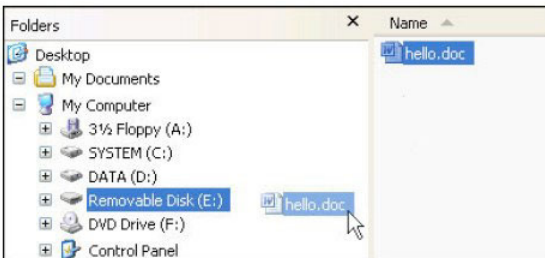 Folders
Desktop
My Documents
My Computer
3½ Floppy (A:)
SYSTEM (C:)
DATA (D:)
Removable Disk (E:)
DVD Drive (F:)
Control Panel
hello.doc
Name
hello.doc